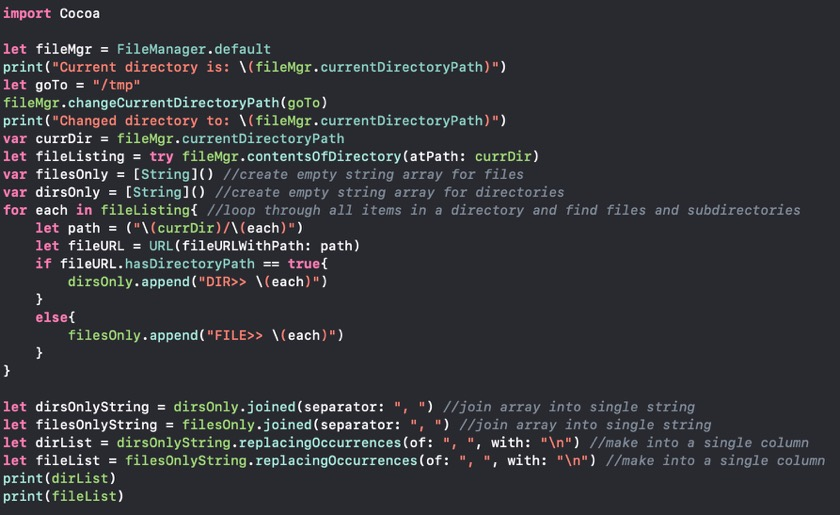 import Cocoa
let fileMgr = FileManager.default
print("Current directory is: \(fileMgr.currentDirectoryPath)")
let goTo = "/tmp"
fileMgr.changeCurrentDirectoryPath(goTo)
print("Changed directory to: \(fileMgr.currentDirectoryPath)")
var currDir = fileMgr.currentDirectoryPath
let fileListing = try fileMgr.contentsOfDirectory(atPath: currDir)
var filesOnly = [String]() //create empty string array for files
var dirsOnly = [String]() //create empty string array for directories
for each in fileListing{ //loop through all items in a directory and find files and subdirectories
    let path = ("\(currDir)/\(each)")
    let fileURL = URL(fileURLWithPath: path)
    if fileURL.hasDirectoryPath == true{
        dirsOnly.append("DIR>> \(each)")
    }
    else{
        filesOnly.append("FILE>> \(each)")
    }
}
let dirsOnlyString = dirsOnly.joined(separator: ", ") //join array into single string
let filesOnlyString = filesOnly.joined(separator: ", ") //join array into single string
let dirList = dirsOnlyString.replacingOccurrences(of: ", ", with: "\n") //make into a single column
let fileList = filesOnlyString.replacingOccurrences(of: ", ", with: "\n") //make into a single column
print(dirList)
print(fileList)